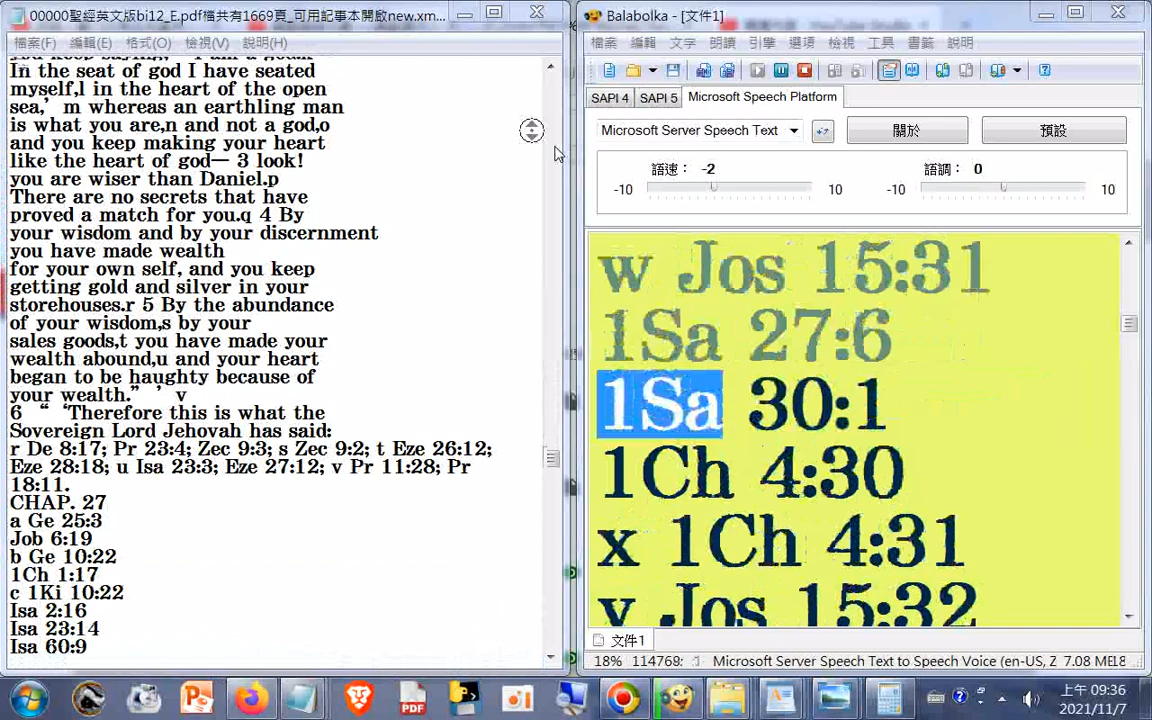 00000聖經英文版bi12_E.pdf檔共有1669頁_可用記事本開啟new.xm...
檔案(F) 編輯(E) 格式(O) 檢視(V) 說明(H)
In the seat of god I have seated
myself,l in the heart of the open
sea,’ m whereas an earthling man
is what you are,n and not a god,o
and you keep making your heart
like the heart of god— 3 look!
you are wiser than Daniel.p
There are no secrets that have
proved a match for you.q 4 By
your wisdom and by your discernment
you have made wealth
for your own self, and you keep
getting gold and silver in your
storehouses.r 5 By the abundance
of your wisdom,s by your
sales goods,t you have made your
wealth abound,u and your heart
began to be haughty because of
your wealth.” ’ v
6 “ ‘Therefore this is what the
Sovereign Lord Jehovah has said:
r De 8:17; Pr 23:4; Zec 9:3; s Zec 9:2; t Eze 26:12;
Eze 28:18; u Isa 23:3; Eze 27:12; v Pr 11:28; Pr
18:11.
CHAP. 27
a Ge 25:3
Job 6:19
b Ge 10:22
1Ch 1:17
c 1Ki 10:22
Isa 2:16
Isa 23:14
Isa 60:9
Balabolka - [文件1]
檔案 編輯 文字 朗讀 引擎 選項 檢視 工具 書籤 說明
SAPI 4 SAPI 5 Microsoft Speech Platform
Microsoft Server Speech Text 關於 預設
語速: -2 語調: 0
-10 10 -10 10
w Jos 15:31
1Sa 27:6
1Sa 30:1
1Ch 4:30
x 1Ch 4:31
y Jos 15:32
文件1
18% 114768: Microsoft Server Speech Text to Speech Voice (en-US, Z 7.08 МЕ
上午 09:36
2021/11/7